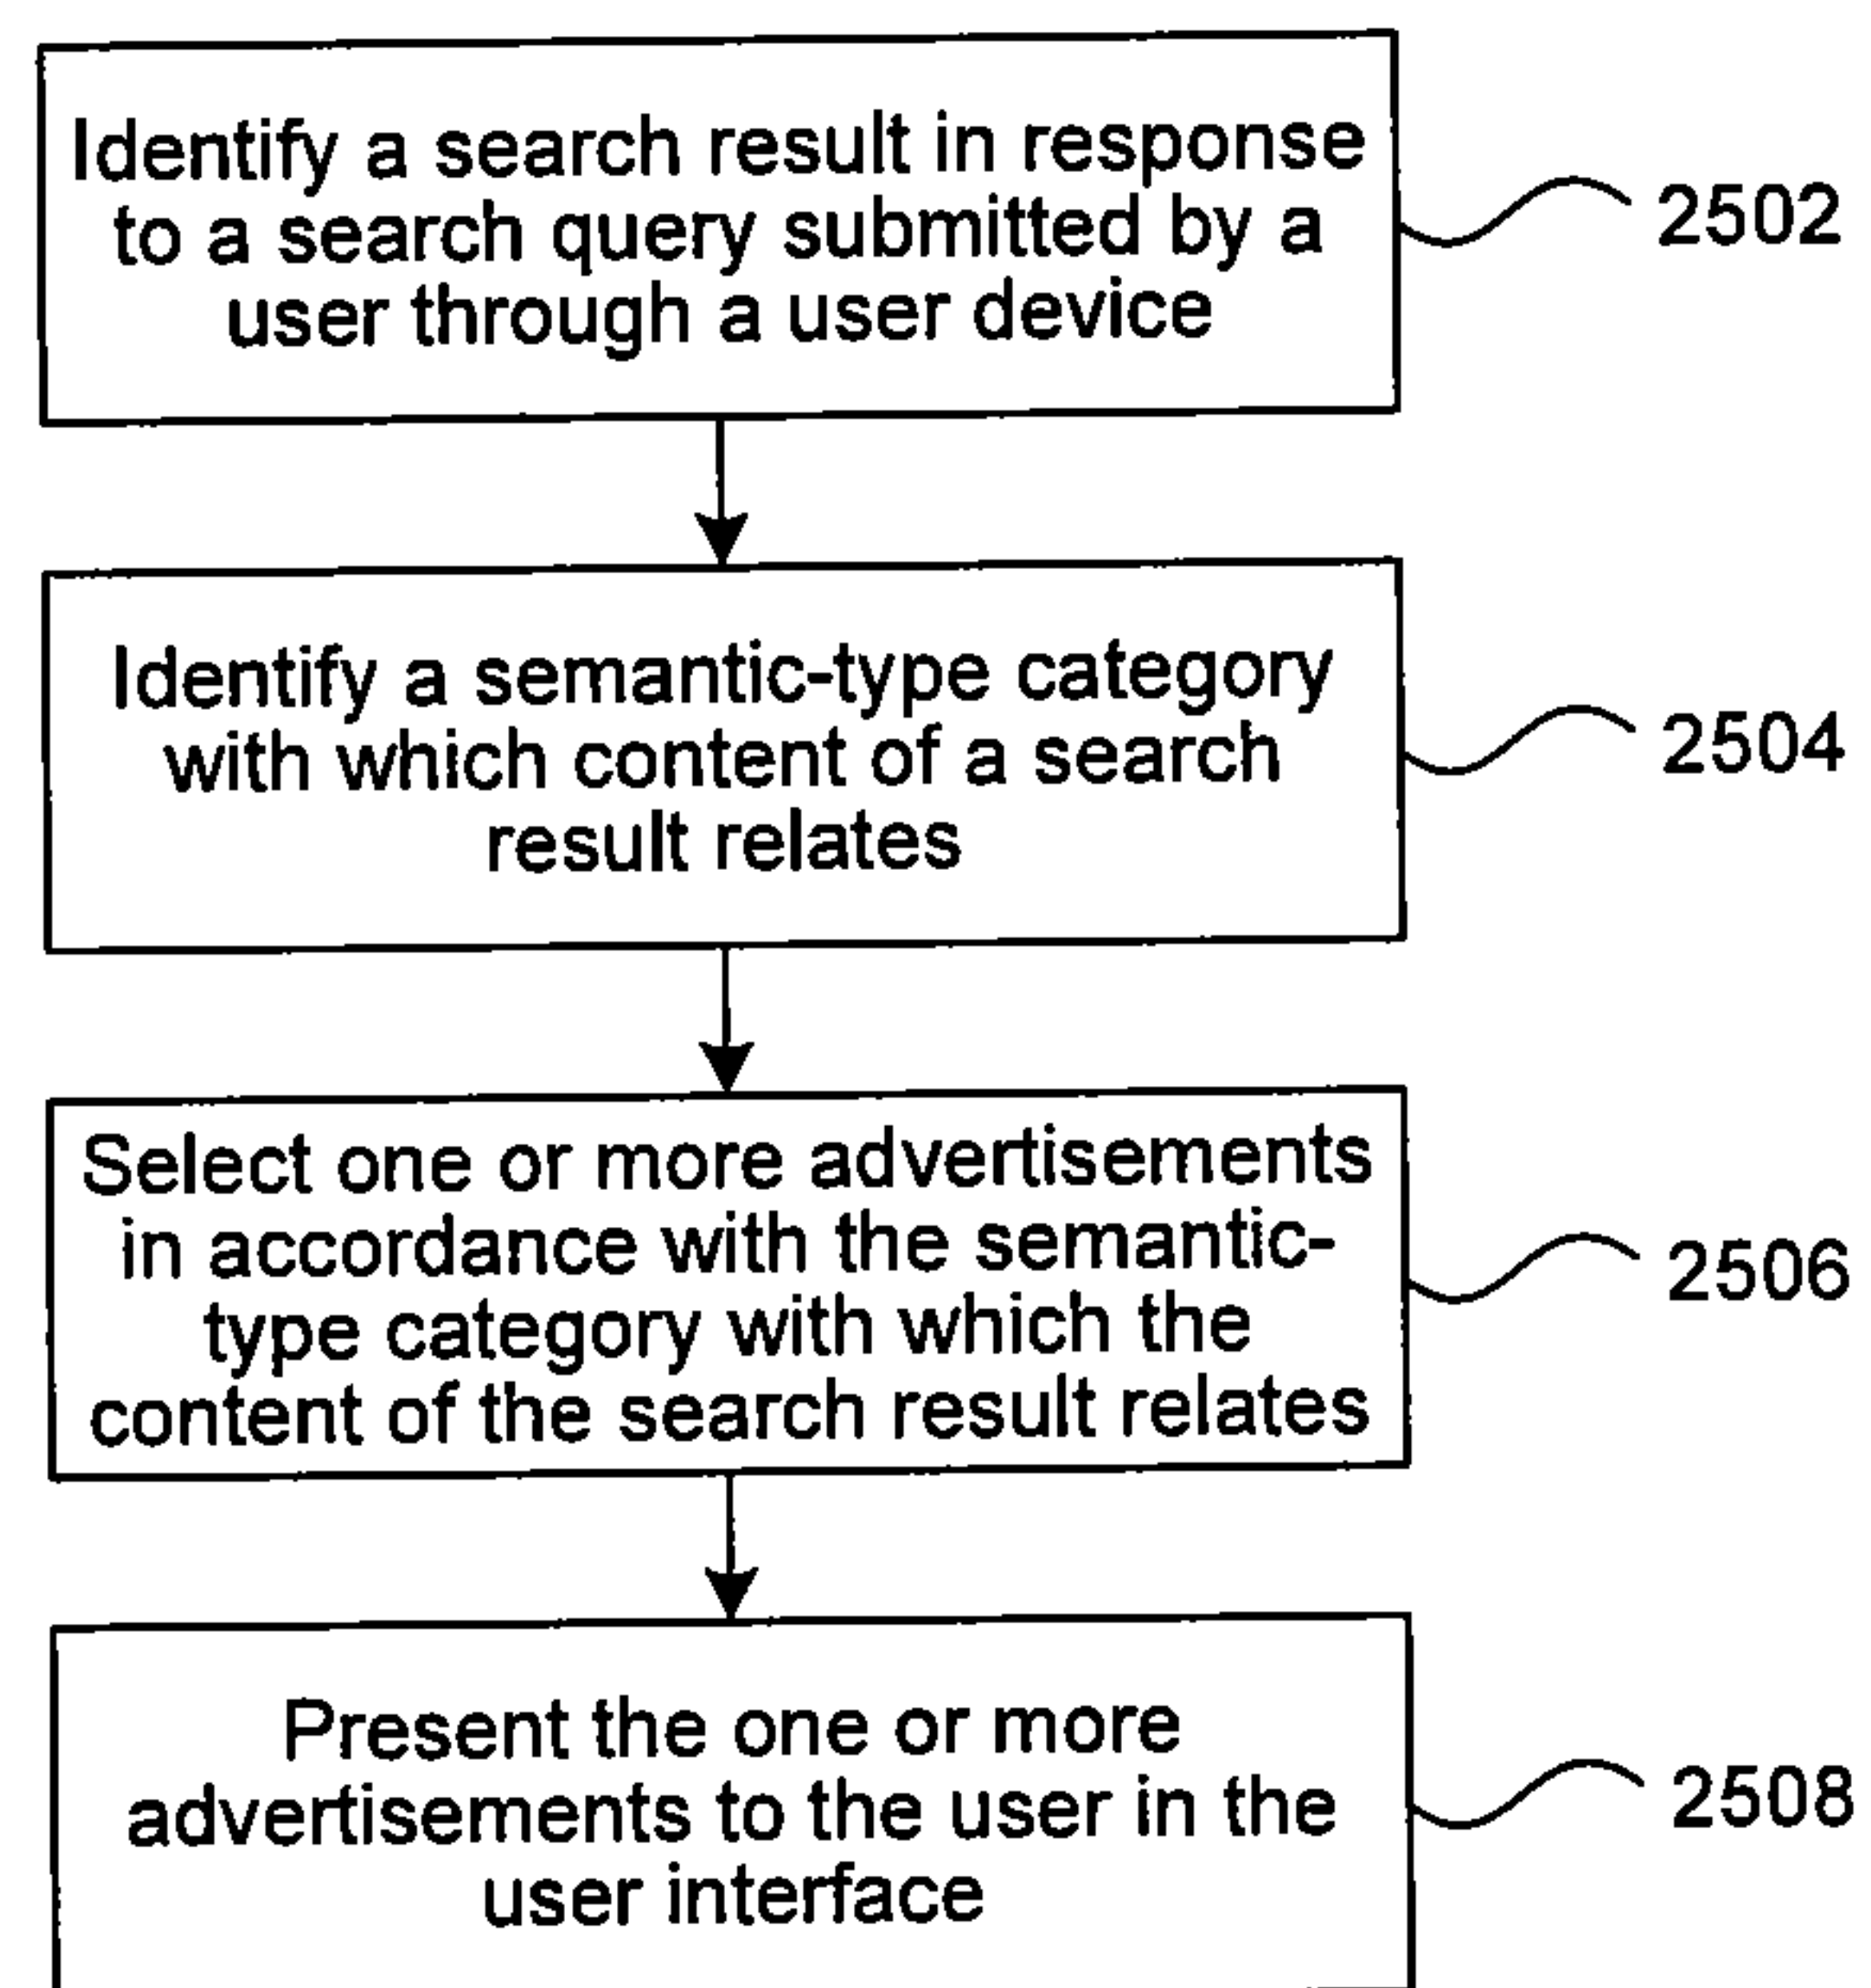 Identify a search result in response
to a search query submitted by a
user through a user device
2502
Identify a semantic-type category
with which content of a search
result relates
2504
Select one or more advertisements
in accordance with the semantic-
type category with which the
content of the search result relates
2506
Present the one or more
advertisements to the user in the
user interface
2508